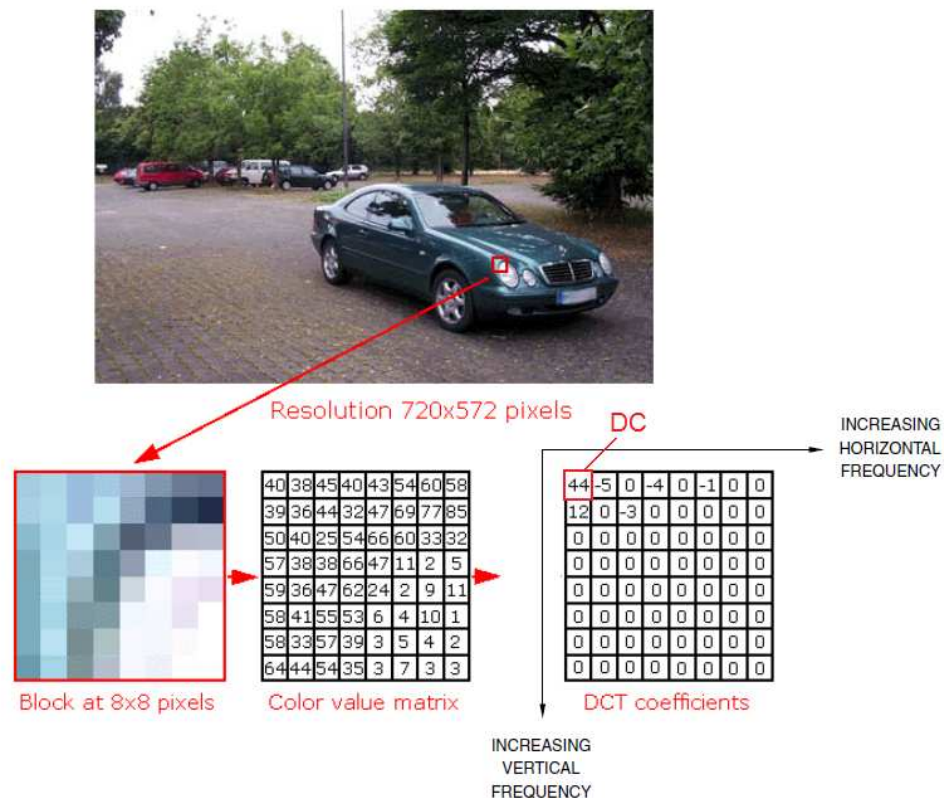 Resolution 720x572 pixels
DC
INCREASING
HORIZONTAL
FREQUENCY
40 38 45 40 43 54 60 58
39 36 44 32 47 69 77 85
50 40 25 54 66 60 33 32
57 38 38 66 47 11 2 5
59 36 47 62 24 2 9 11
58 41 55 53 6 4 10 1
58 33 57 39 3 5 4 2
64 44 54 35 3 7 3 3
44 -5 0 -4 0 -1 0 0
12 0 -3 0 0 0 0 0
0 0 0 0 0 0 0 0
0 0 0 0 0 0 0 0
0 0 0 0 0 0 0 0
0 0 0 0 0 0 0 0
0 0 0 0 0 0 0 0
0 0 0 0 0 0 0 0
Block at 8x8 pixels
Color value matrix
DCT coefficients
INCREASING
VERTICAL
FREQUENCY